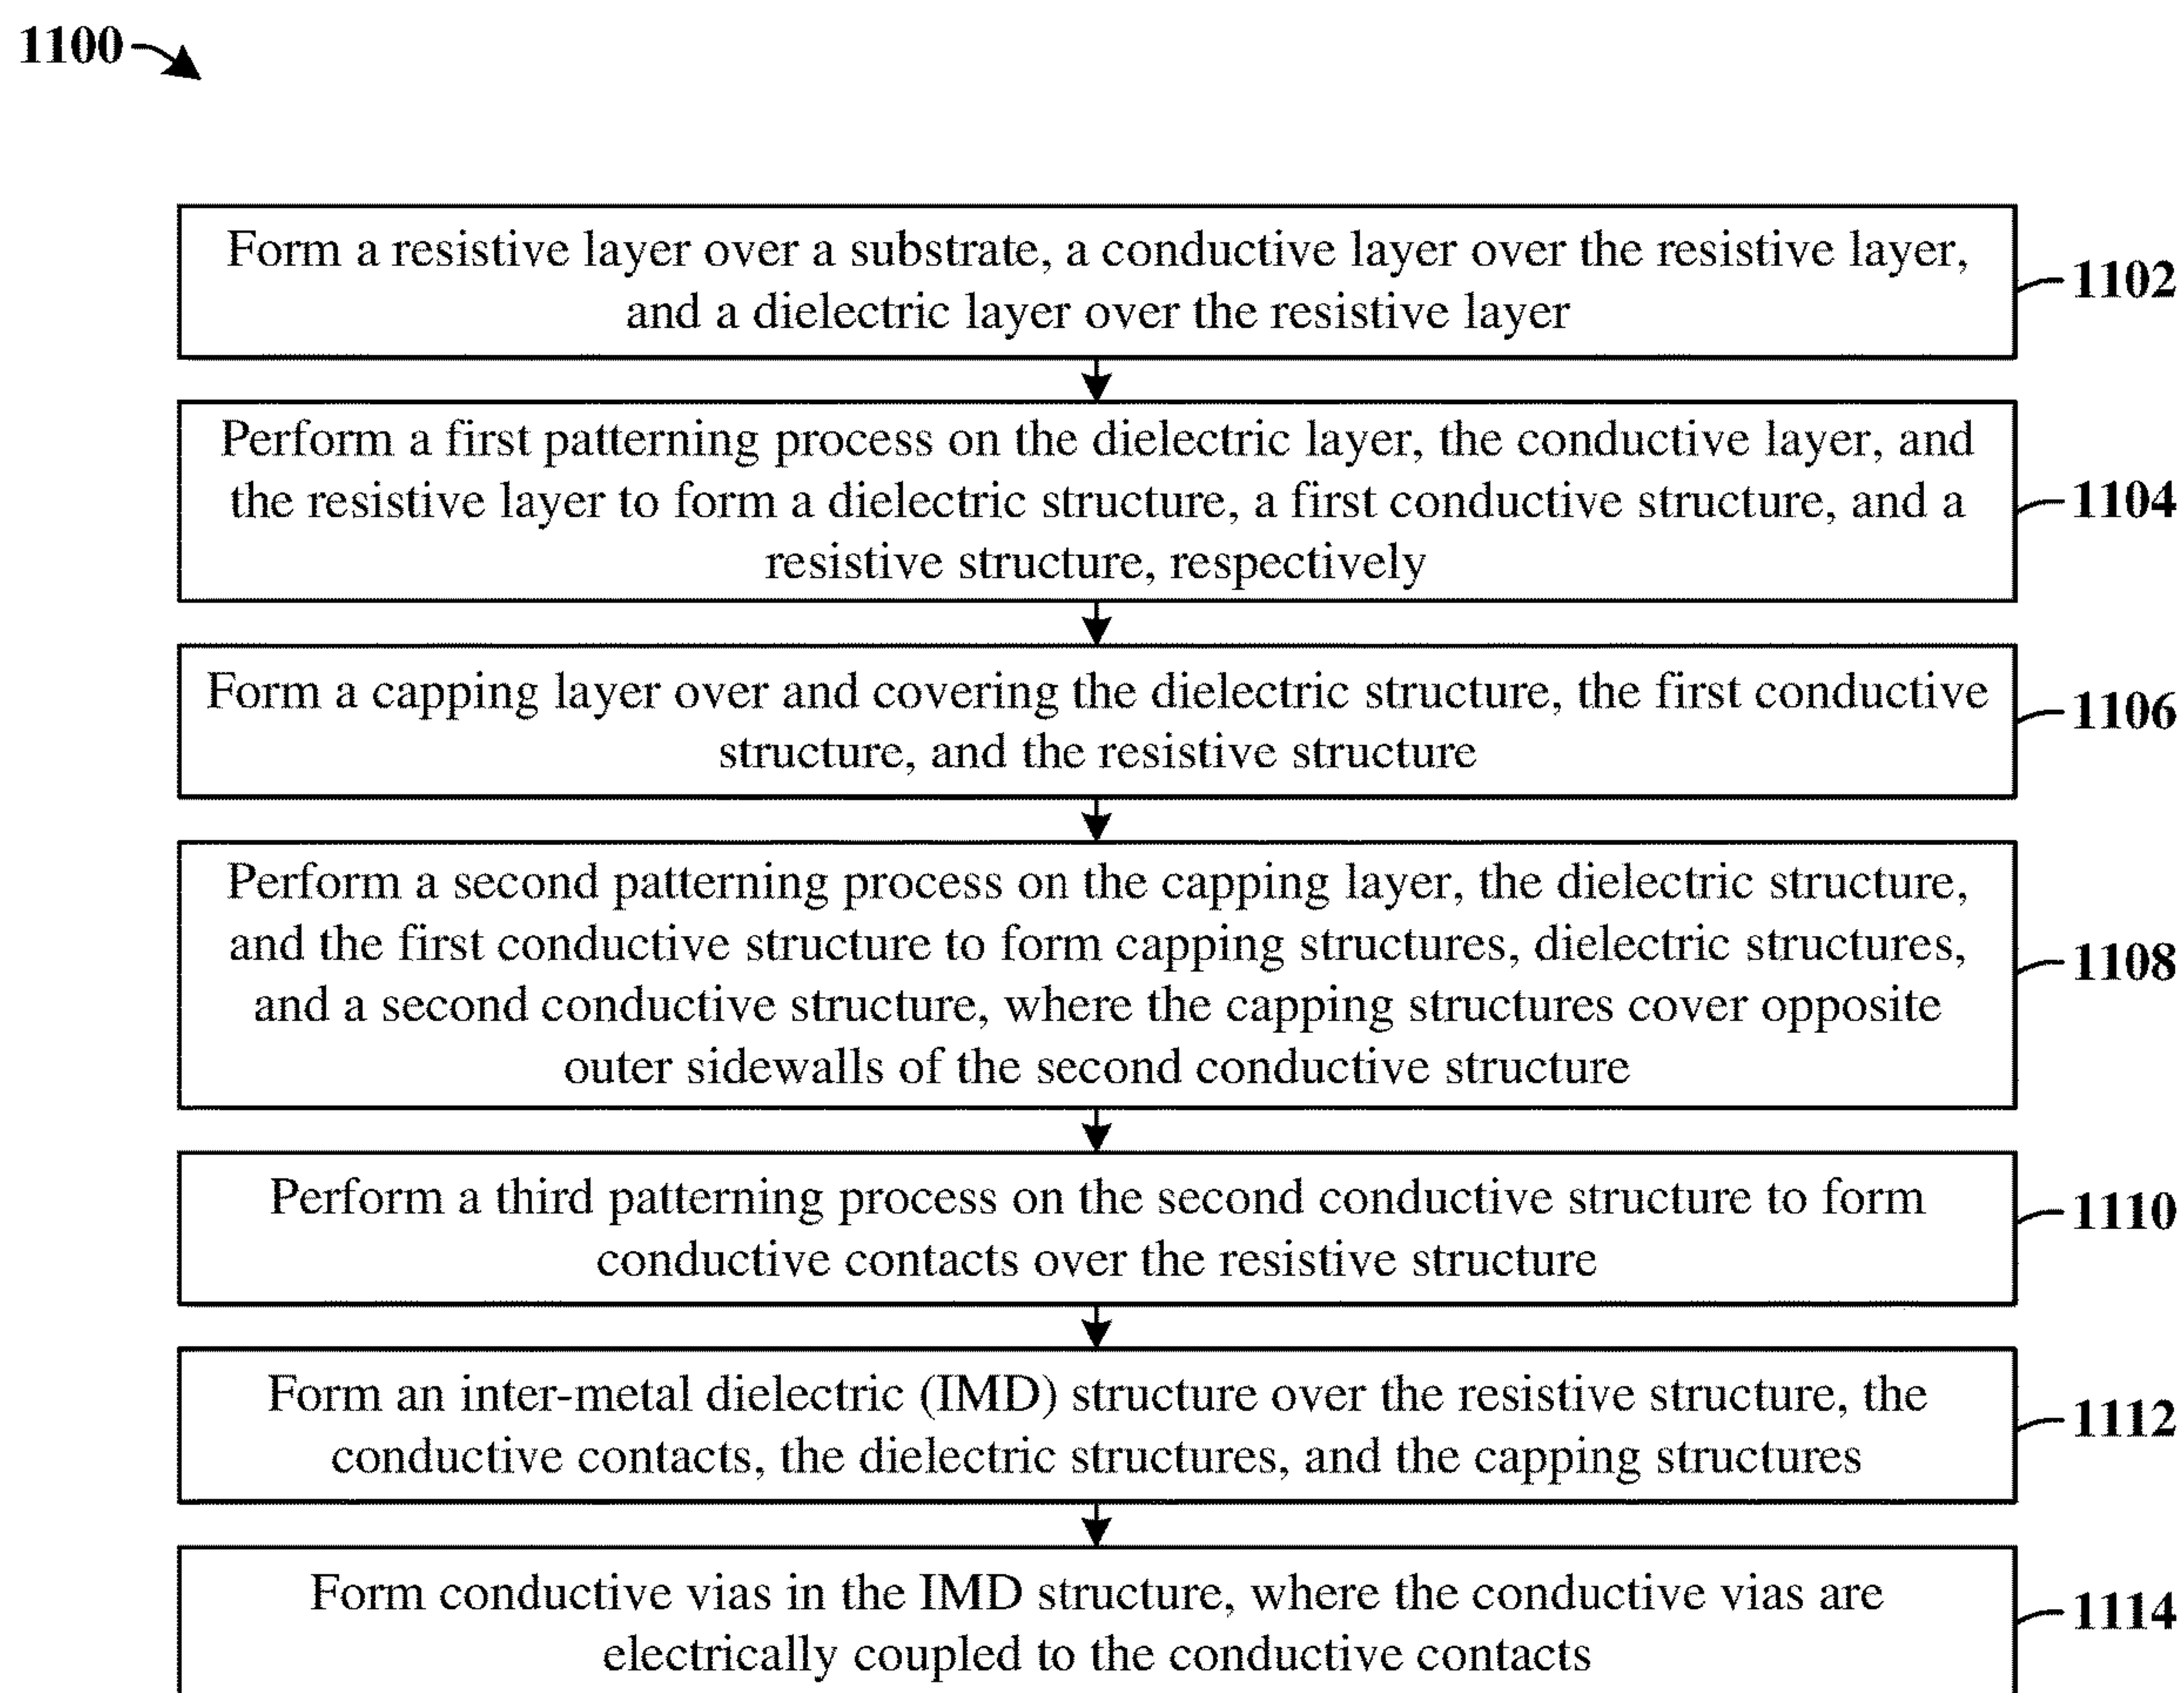 1100
Form a resistive layer over a substrate, a conductive layer over the resistive layer,
and a dielectric layer over the resistive layer
1102
Perform a first patterning process on the dielectric layer, the conductive layer, and
the resistive layer to form a dielectric structure, a first conductive structure, and a
resistive structure, respectively
1104
Form a capping layer over and covering the dielectric structure, the first conductive
structure, and the resistive structure
1106
Perform a second patterning process on the capping layer, the dielectric structure,
and the first conductive structure to form capping structures, dielectric structures,
and a second conductive structure, where the capping structures cover opposite
outer sidewalls of the second conductive structure
1108
Perform a third patterning process on the second conductive structure to form
conductive contacts over the resistive structure
1110
Form an inter-metal dielectric (IMD) structure over the resistive structure, the
conductive contacts, the dielectric structures, and the capping structures
1112
Form conductive vias in the IMD structure, where the conductive vias are
electrically coupled to the conductive contacts
1114